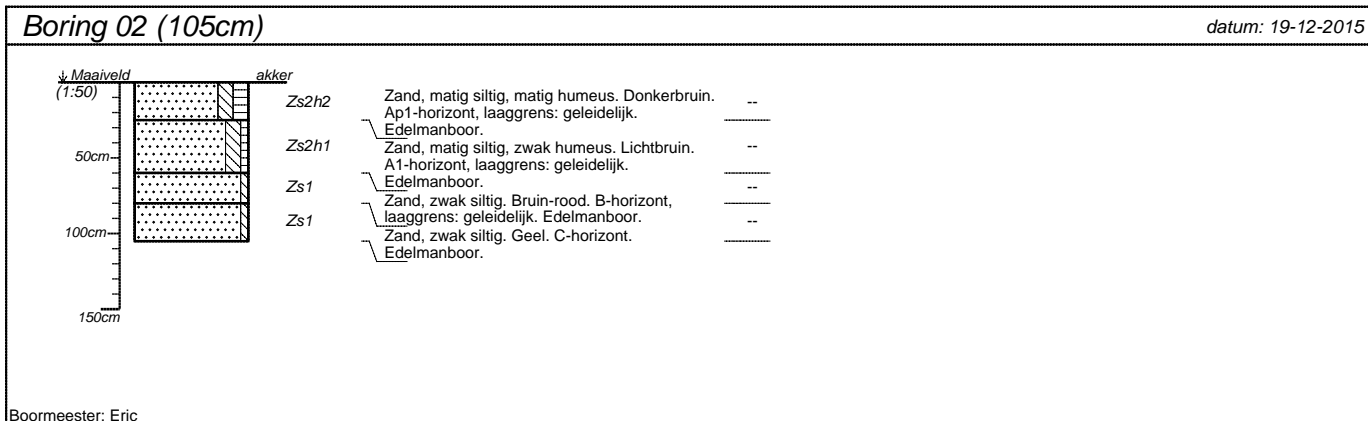 Boring 02 (105cm)
datum: 19-12-2015
Maaiveld
akker
(1:50)
Zs2h2
Zand, matig siltig, matig humeus. Donkerbruin.
Ap1-horizont, laaggrens: geleidelijk.
Edelmanboor.
--
50cm
Zs2h1
Zand, matig siltig, zwak humeus. Lichtbruin.
A1-horizont, laaggrens: geleidelijk.
Edelmanboor.
--
Zs1
Zand, zwak siltig. Bruin-rood. B-horizont,
laaggrens: geleidelijk. Edelmanboor.
--
100cm
Zs1
Zand, zwak siltig. Geel. C-horizont.
Edelmanboor.
--
150cm
Boormeester: Eric